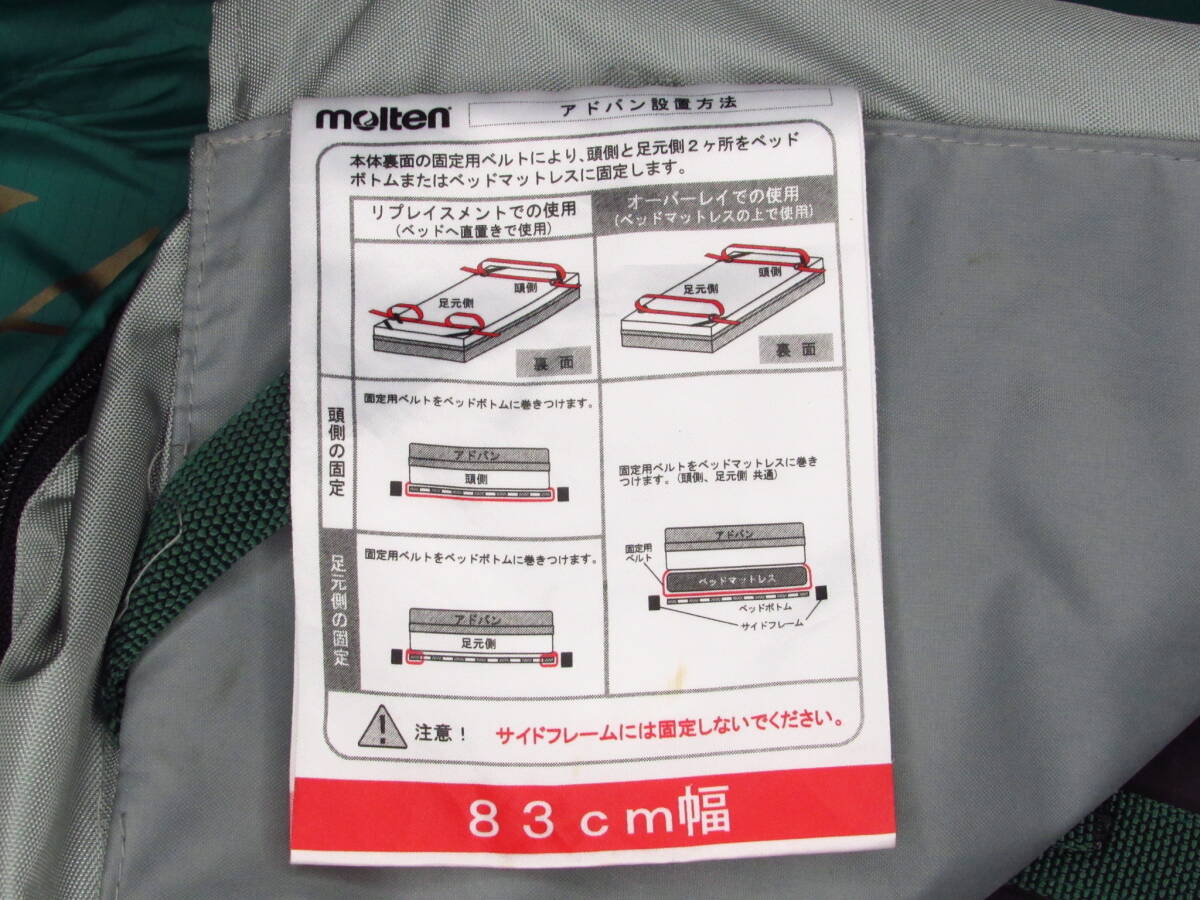 molten
アドバン設置方法
本体裏面の固定用ベルトにより、頭側と足元側2ヶ所をベッド
ボトムまたはベッドマットレスに固定します。
リプレイスメントでの使用
(ベッドへ直置きで使用)
オーバーレイでの使用
(ベッドマットレスの上で使用)
頭側
足元側
裏面
頭側
足元側
裏面
頭側の固定
固定用ベルトをベッドボトムに巻きつけます。
アドバン
頭側
足元側の固定
固定用ベルトをベッドボトムに巻きつけます。
アドバン
足元側
固定用ベルトをベッドマットレスに巻き
つけます。(頭側、足元側 共通)
アドバン
固定用
ベルト
ベッドマットレス
ベッドボトム
サイドフレーム
注意!
サイドフレームには固定しないでください。
83cm幅